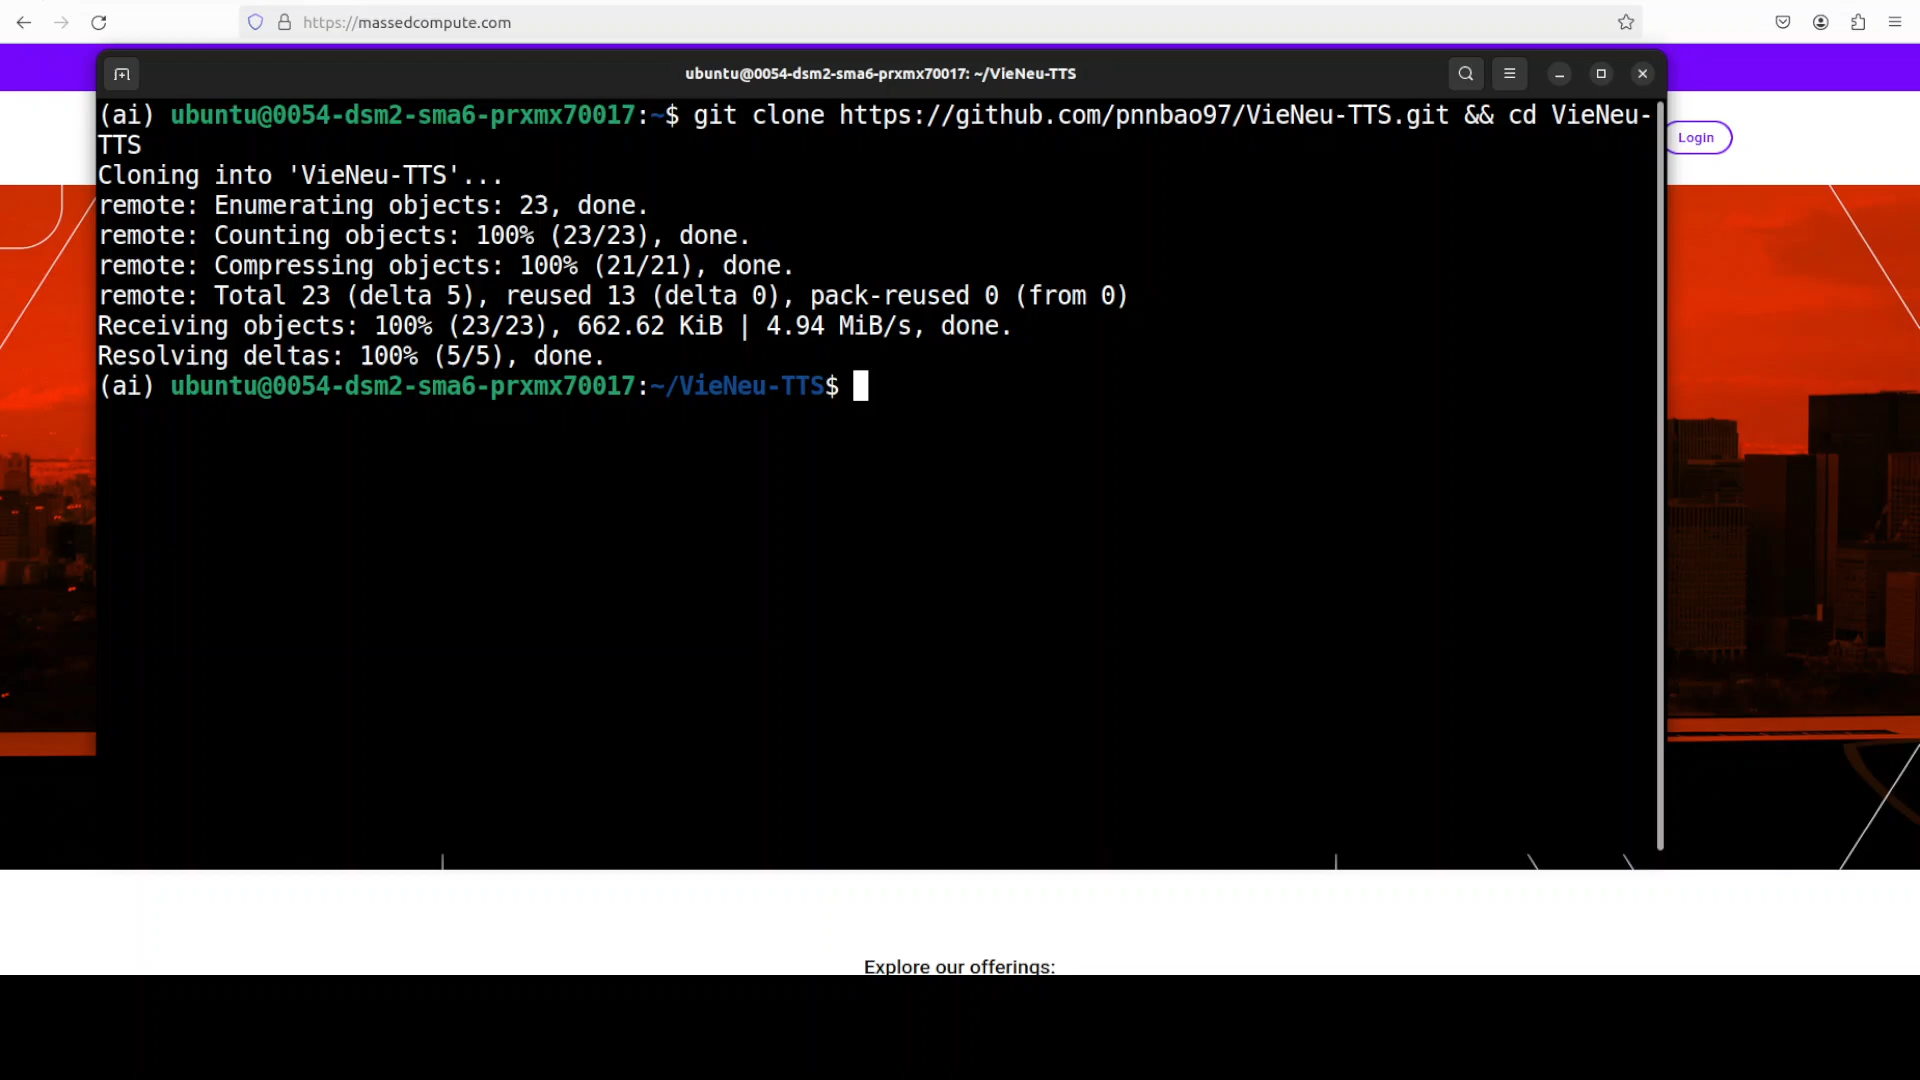 https://massedcompute.com
ubuntu@0054-dsm2-sma6-prxmx70017: ~/VieNeu-TTS
(ai) ubuntu@0054-dsm2-sma6-prxmx70017:~$ git clone https://github.com/pnnbao97/VieNeu-TTS.git && cd VieNeu-
TTS
Login
Cloning into 'VieNeu-TTS'...
remote: Enumerating objects: 23, done.
remote: Counting objects: 100% (23/23), done.
remote: Compressing objects: 100% (21/21), done.
remote: Total 23 (delta 5), reused 13 (delta 0), pack-reused 0 (from 0)
Receiving objects: 100% (23/23), 662.62 KiB | 4.94 MiB/s, done.
Resolving deltas: 100% (5/5), done.
(ai) ubuntu@0054-dsm2-sma6-prxmx70017:~/VieNeu-TTS$
Explore our offerings: